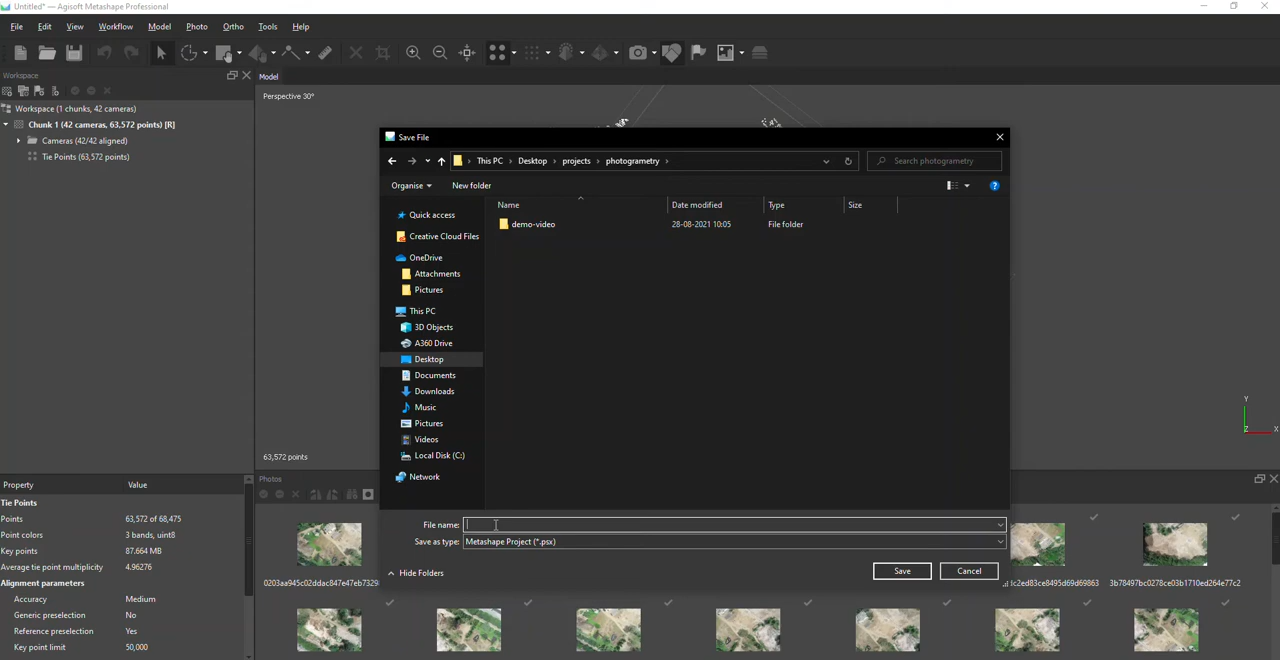 Untitled* — Agisoft Metashape Professional
File Edit View Workflow Model Photo Ortho Tools Help
Workspace
Workspace (1 chunks, 42 cameras)
Chunk 1 (42 cameras, 63,572 points) [R]
Cameras (42/42 aligned)
Tie Points (63,572 points)
Model
Perspective 30°
Save File
This PC Desktop projects photogrametry
Search photogrametry
Organise New folder
Name Date modified Type Size
demo-video 28-08-2021 10:05 File folder
Quick access
Creative Cloud Files
OneDrive
Attachments
Pictures
This PC
3D Objects
A360 Drive
Desktop
Documents
Downloads
Music
Pictures
Videos
Local Disk (C:)
Network
File name:
Save as type: Metashape Project (*.psx)
Hide Folders
Save Cancel
63,572 points
Y
Z X
Property Value
Tie Points
Points 63,572 of 68,475
Point colors 3 bands, uint8
Key points 87.664 MB
Average tie point multiplicity 4.96276
Alignment parameters
Accuracy Medium
Generic preselection No
Reference preselection Yes
Key point limit 50,000
Photos
0203aa945c02ddac847e47eb7329
3b78497bc0278ce03b1710ed264e77c2